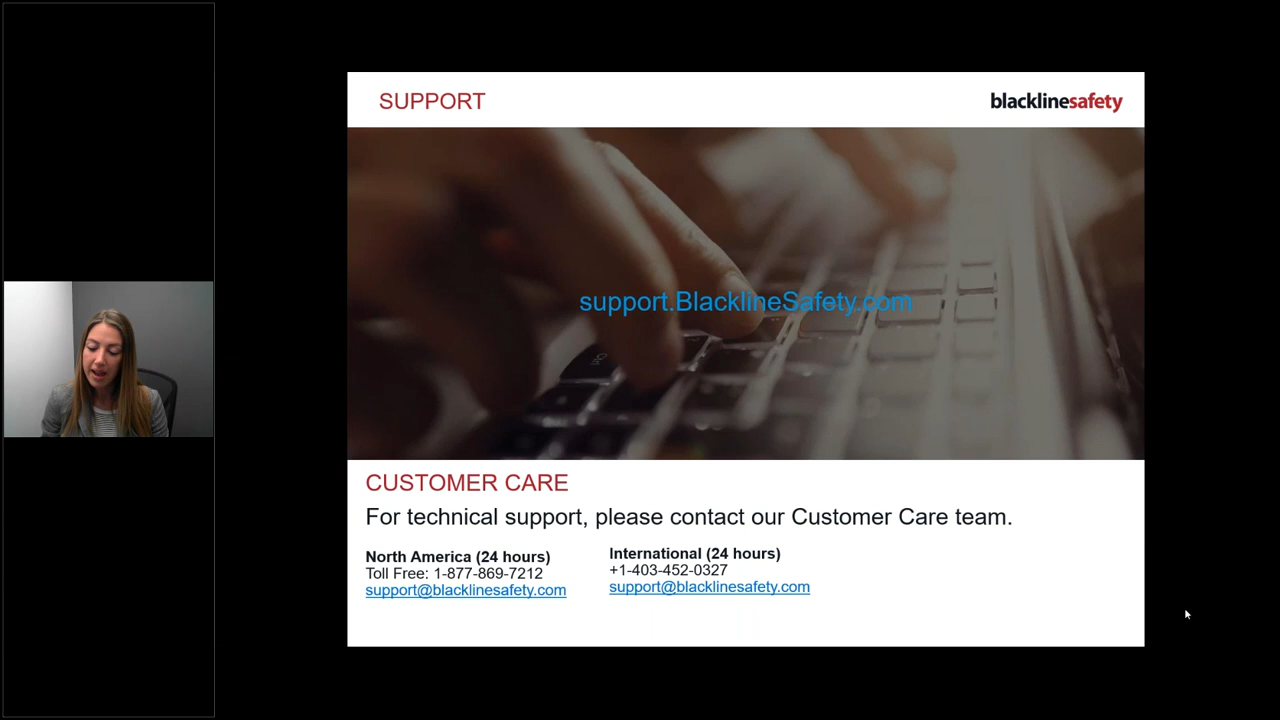 SUPPORT
blacklinesafety
support.BlacklineSafety.com
CUSTOMER CARE
For technical support, please contact our Customer Care team.
North America (24 hours)
Toll Free: 1-877-869-7212
support@blacklinesafety.com
International (24 hours)
+1-403-452-0327
support@blacklinesafety.com